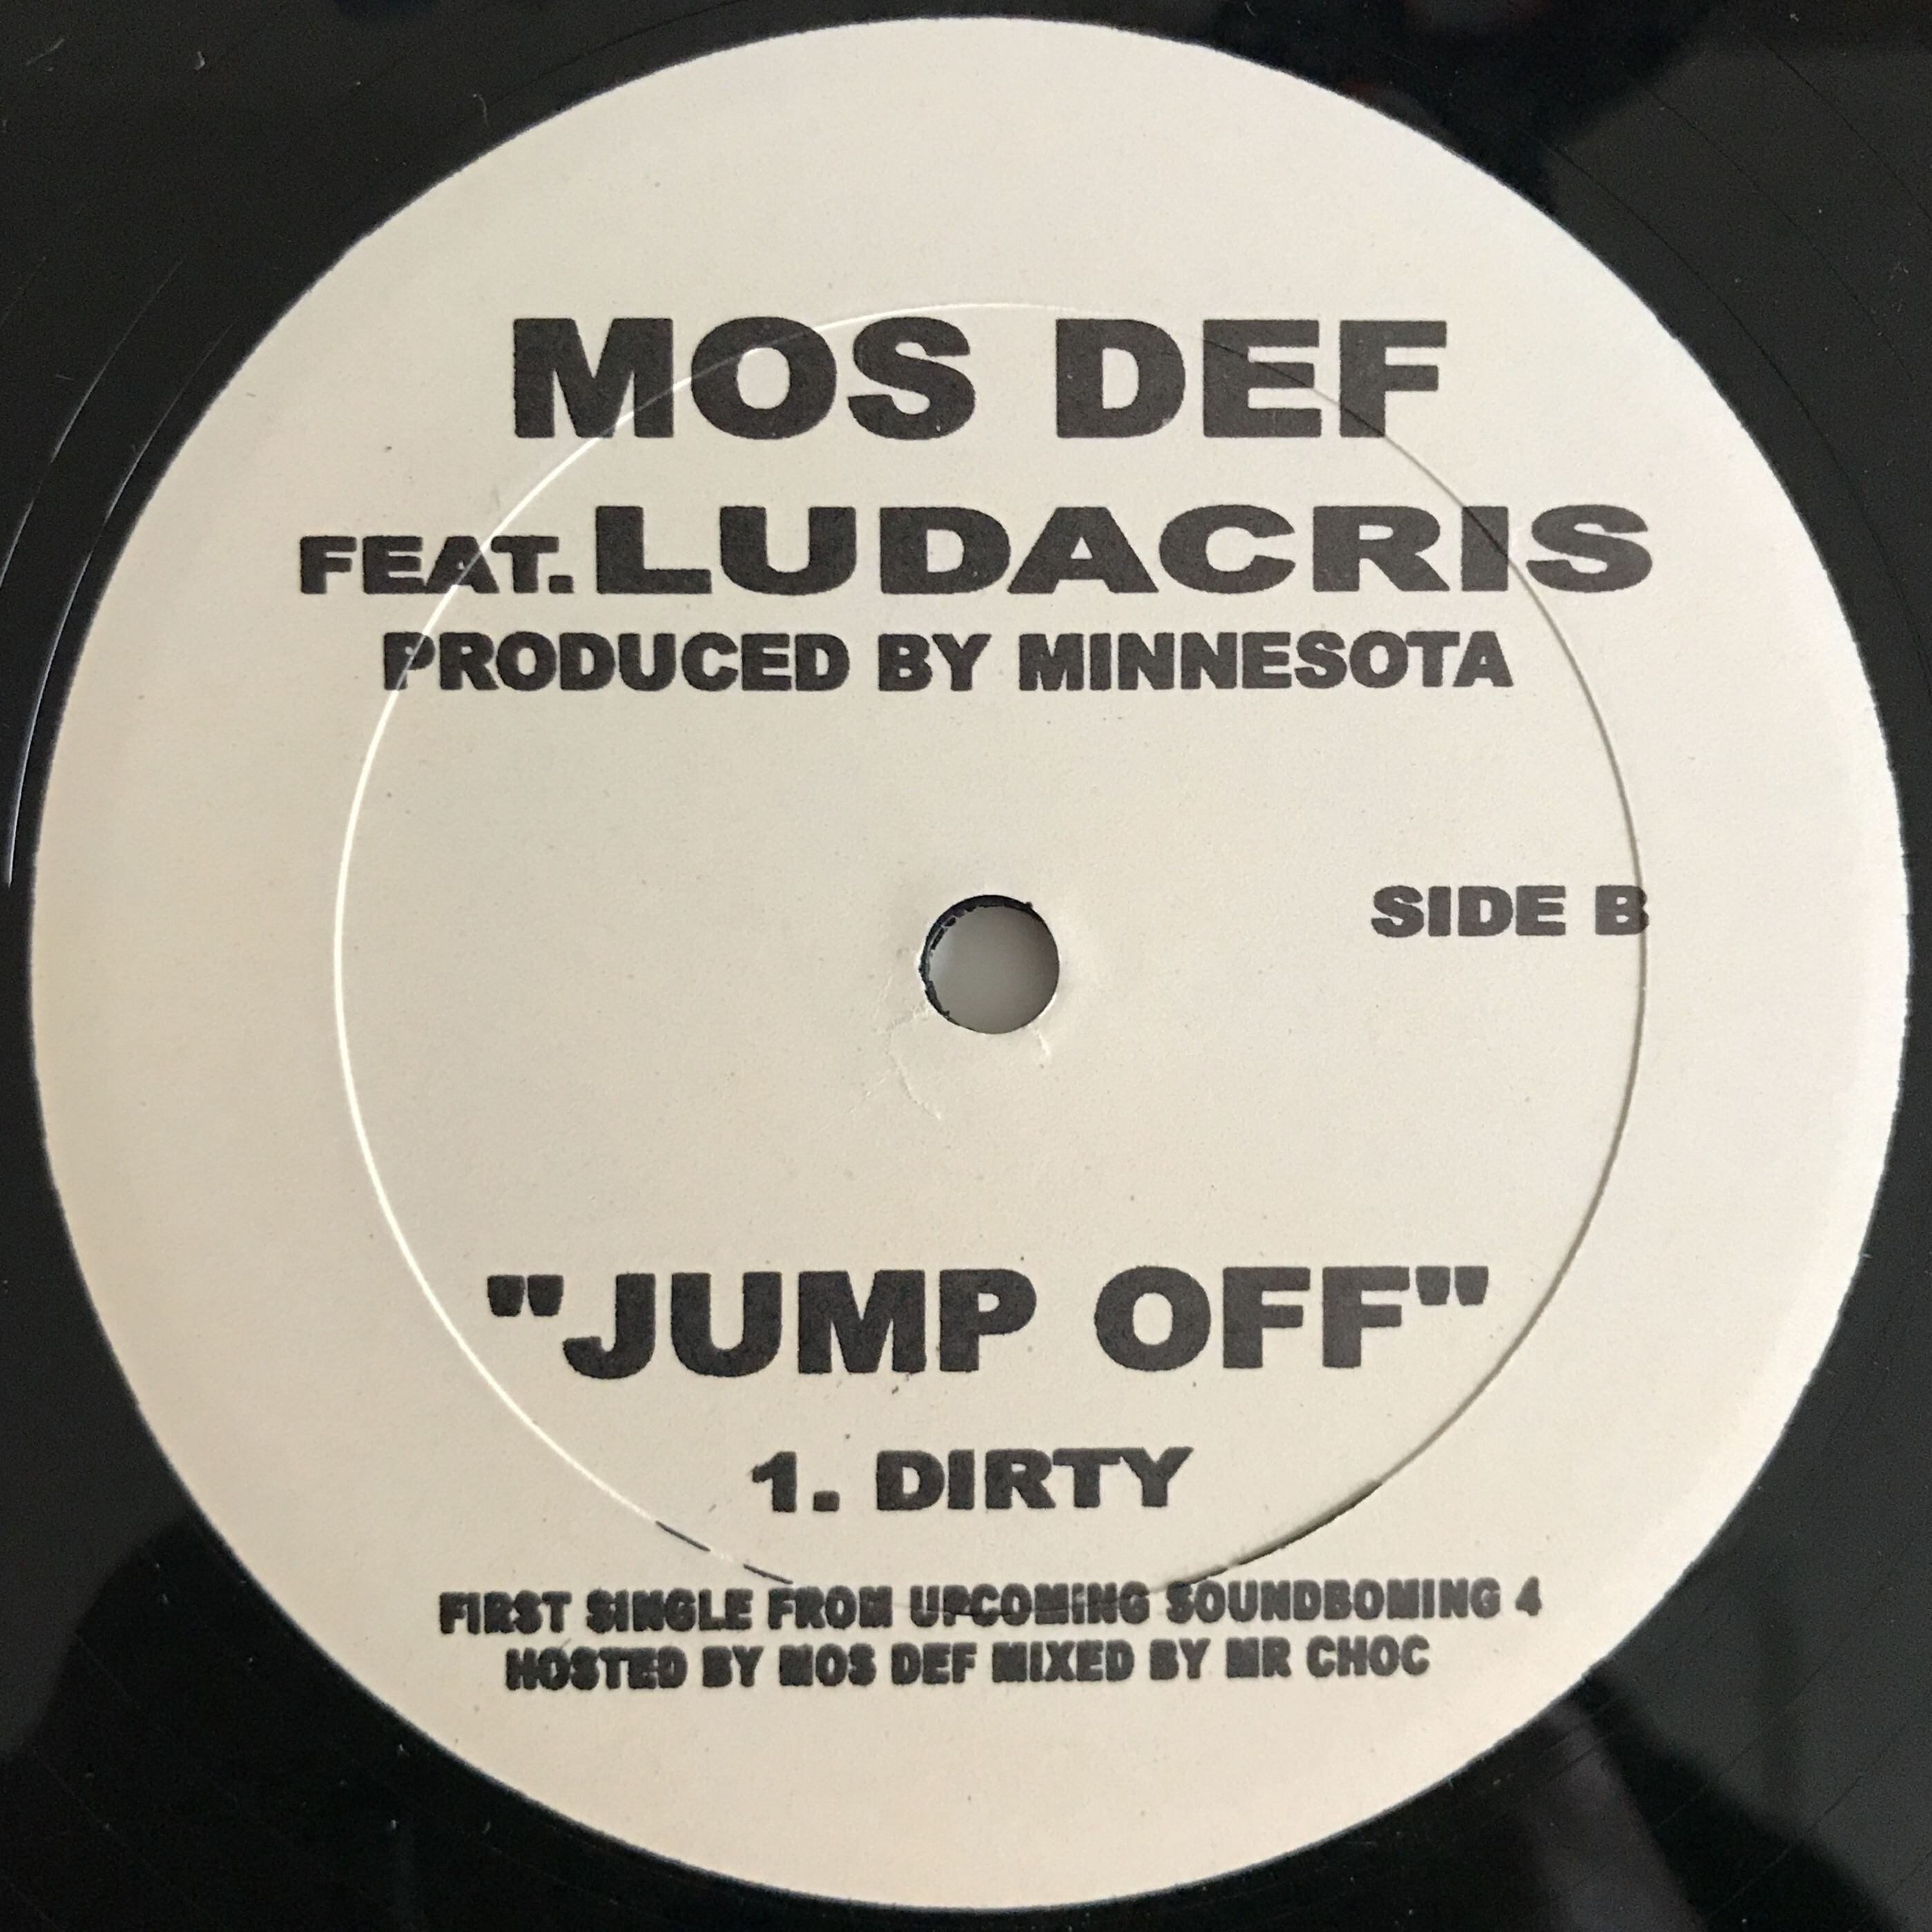 MOS DEF
FEAT. LUDACRIS
PRODUCED BY MINNESOTA
SIDE B
"JUMP OFF"
1. DIRTY
FIRST SINGLE FROM UPCOMING SOUNDBOMING 4
HOSTED BY MOS DEF MIXED BY MR CHOC